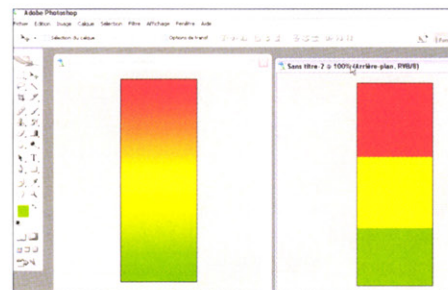 Adobe Photoshop
Fichier Edition Image Calque Sélection Filtre Affichage Fenêtre Aide
Sélection du calque Options de transf.
Sans titre-2 @ 100% (Arrière-plan, RVB/8)